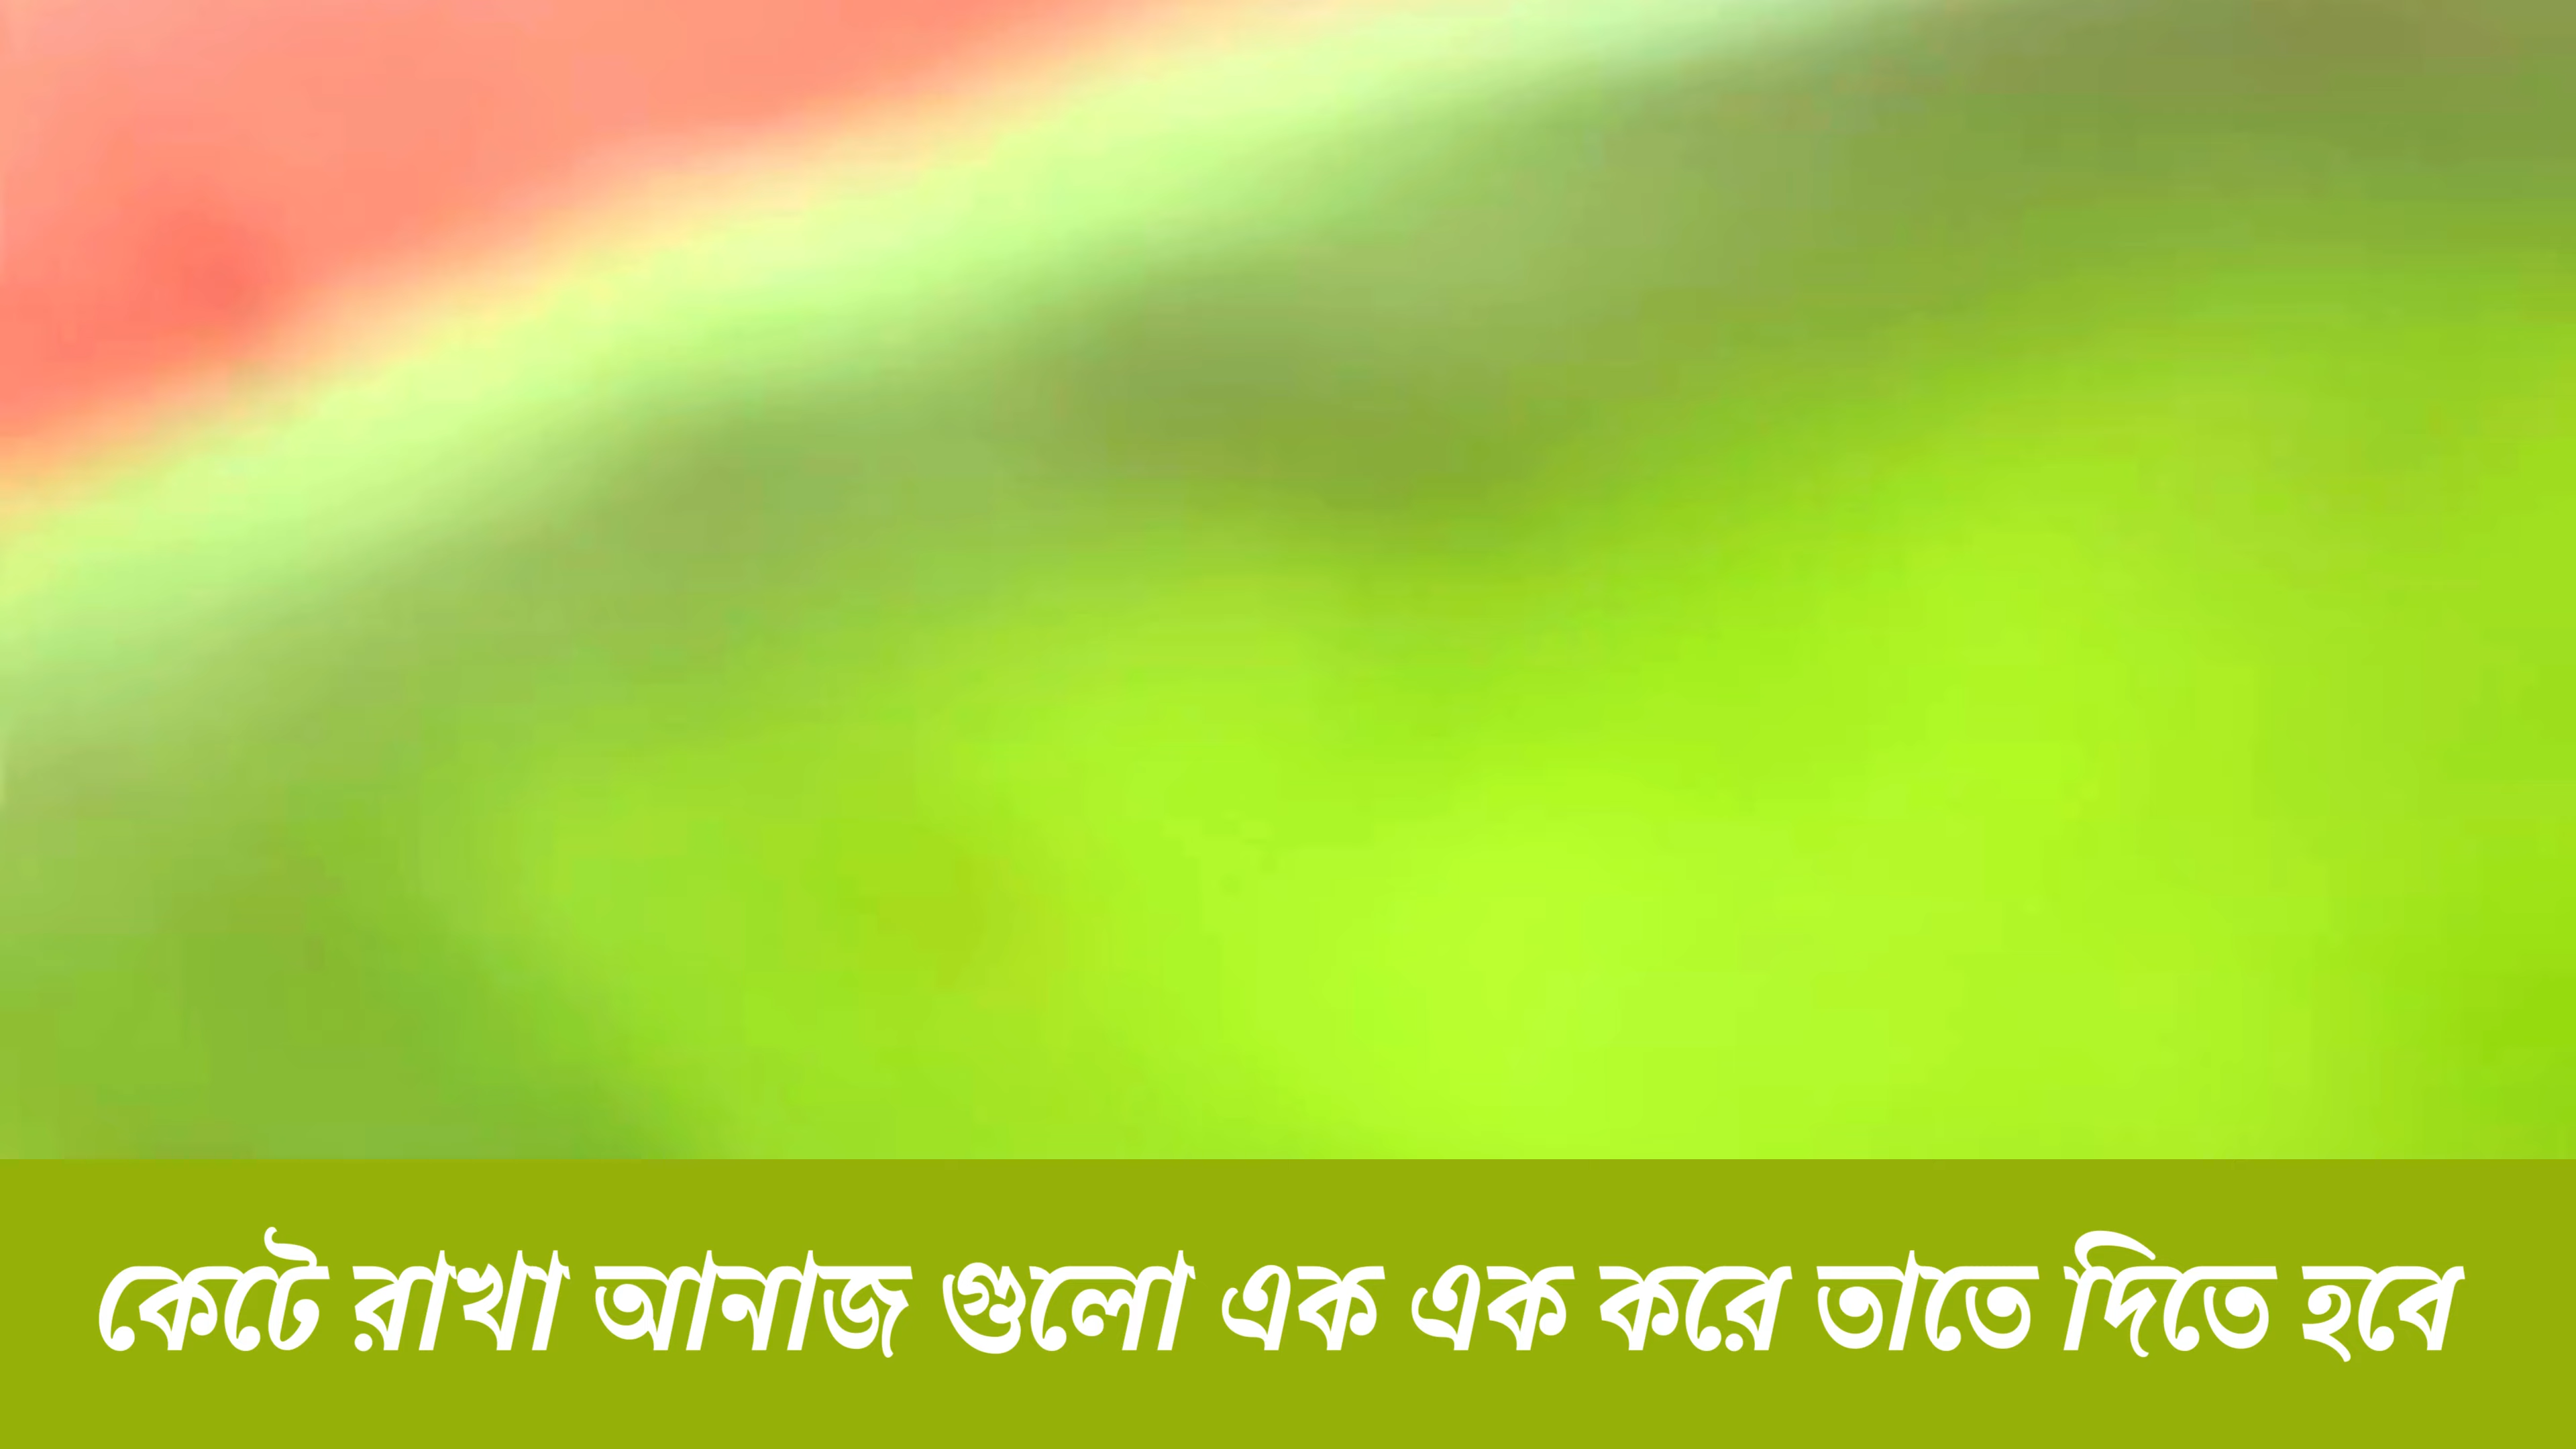 কেটে রাখা আনাজ গুলো এক এক করে তাতে দিতে হবে